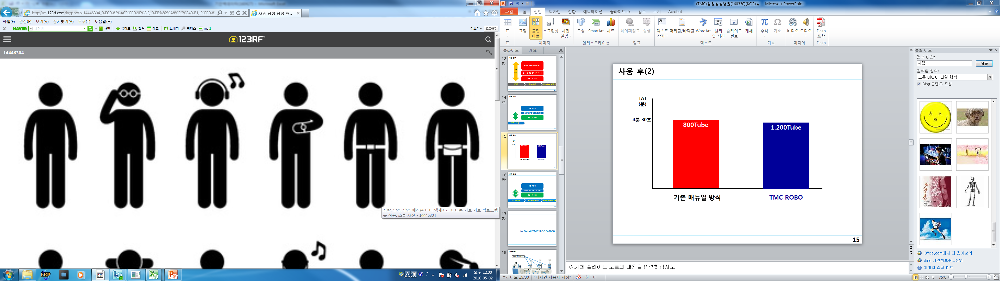 http://m.123rf.com/kr/photo-14446304_%EC%82%AC%EB%9E%8C,-%EB%82%A8%EC%84%B1,-%EB%82
사람 남성 남성 패...
파일(F) 편집(E) 보기(V) 즐겨찾기(A) 도구(T) 도움말(H)
NAVER 네이버 사전 북마크 캡처 메모 보내기 퀵패스 me 1 더보기+ 로그아웃
123RF
14446304
사람, 남성, 남성 패션은 바디 액세서리 아이콘 기호 기호 픽토그램
을 착용. 스톡 사진 - 14446304
ERP
A 漢
오후 12:00
2016-05-02
(TMC)창원삼성병원(160330)(KOR)★ - Microsoft PowerPoint
파일 홈 삽입 디자인 전환 애니메이션 슬라이드 쇼 검토 보기 Acrobat
표 그림 클립 아트 스크린샷 사진 앨범 도형 SmartArt 차트 하이퍼링크 실행 텍스트 상자 머리글/바닥글 WordArt 날짜 및 시간 슬라이드 번호 개체 수식 기호 비디오 오디오 Flash 포함
표 이미지 일러스트레이션 링크 텍스트 기호 미디어 Flash
슬라이드 개요
13
14
15
16
17
in Detail TMC ROBO-8000
18
Overview
사용 후(2)
TAT
(분)
4분 30초
800Tube
1,200Tube
기존 매뉴얼 방식
TMC ROBO
15
여기에 슬라이드 노트의 내용을 입력하십시오
클립 아트
검색 대상:
사람
이동
검색할 형식:
모든 미디어 파일 형식
Bing 콘텐츠 포함
Office.com에서 더 찾아보기
Bing 개인정보취급방침
이미지 검색 힌트
슬라이드 15/30 "디자인 사용자 지정" 한국어
75%